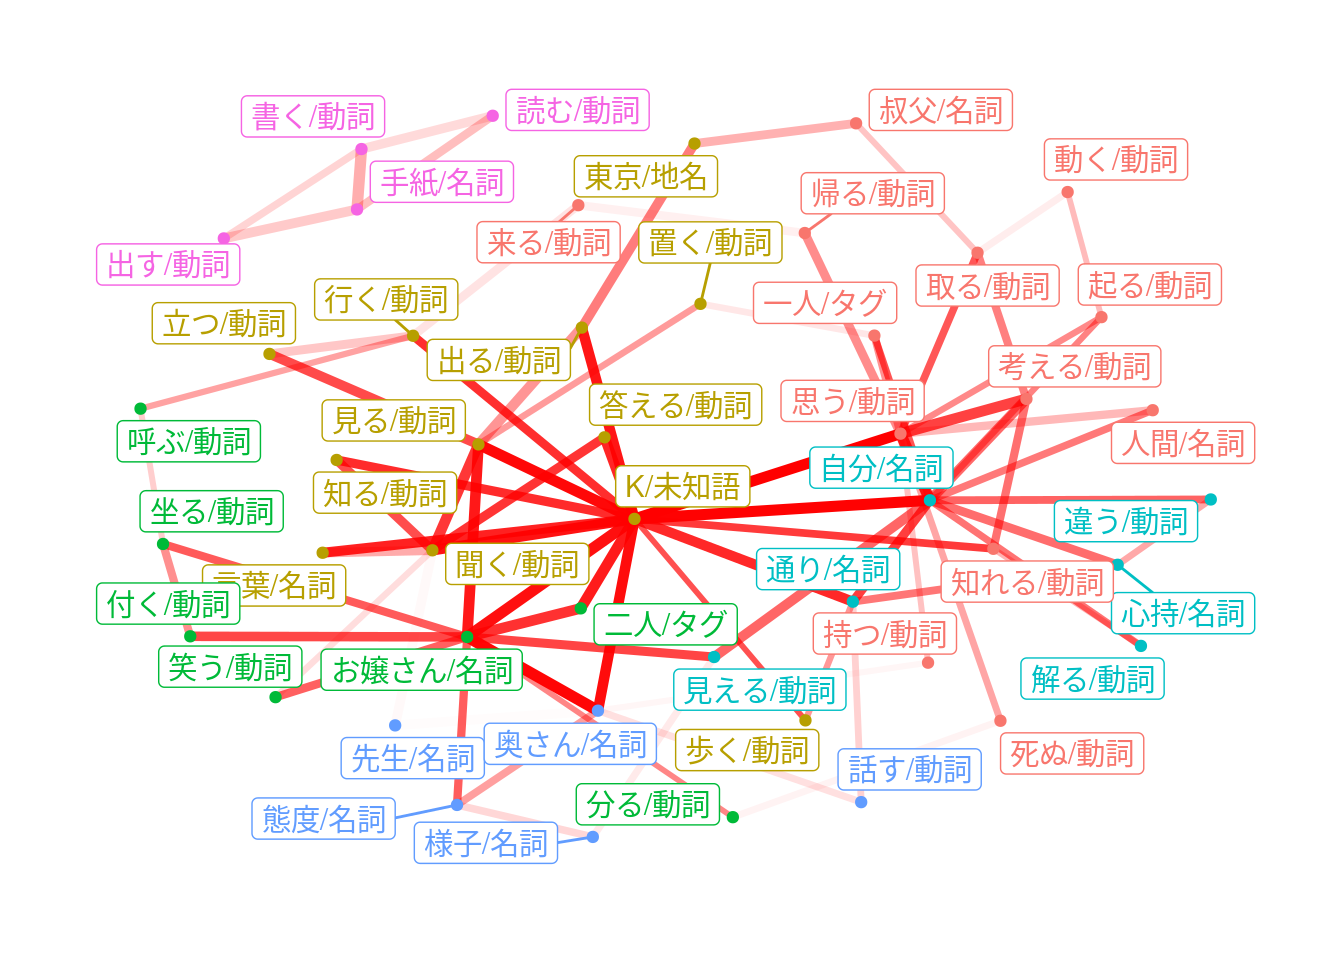 書く/動詞
読む/動詞
叔父/名詞
動く/動詞
手紙/名詞
東京/地名
帰る/動詞
来る/動詞
置く/動詞
出す/動詞
取る/動詞
起る/動詞
行く/動詞
一人/タグ
立つ/動詞
出る/動詞
考える/動詞
思う/動詞
答える/動詞
見る/動詞
呼ぶ/動詞
人間/名詞
自分/名詞
K/未知語
知る/動詞
坐る/動詞
違う/動詞
聞く/動詞
通り/名詞
言葉/名詞
知れる/動詞
付く/動詞
心持/名詞
二人/タグ
持つ/動詞
笑う/動詞
お嬢さん/名詞
解る/動詞
見える/動詞
奥さん/名詞
歩く/動詞
死ぬ/動詞
先生/名詞
話す/動詞
分る/動詞
態度/名詞
様子/名詞